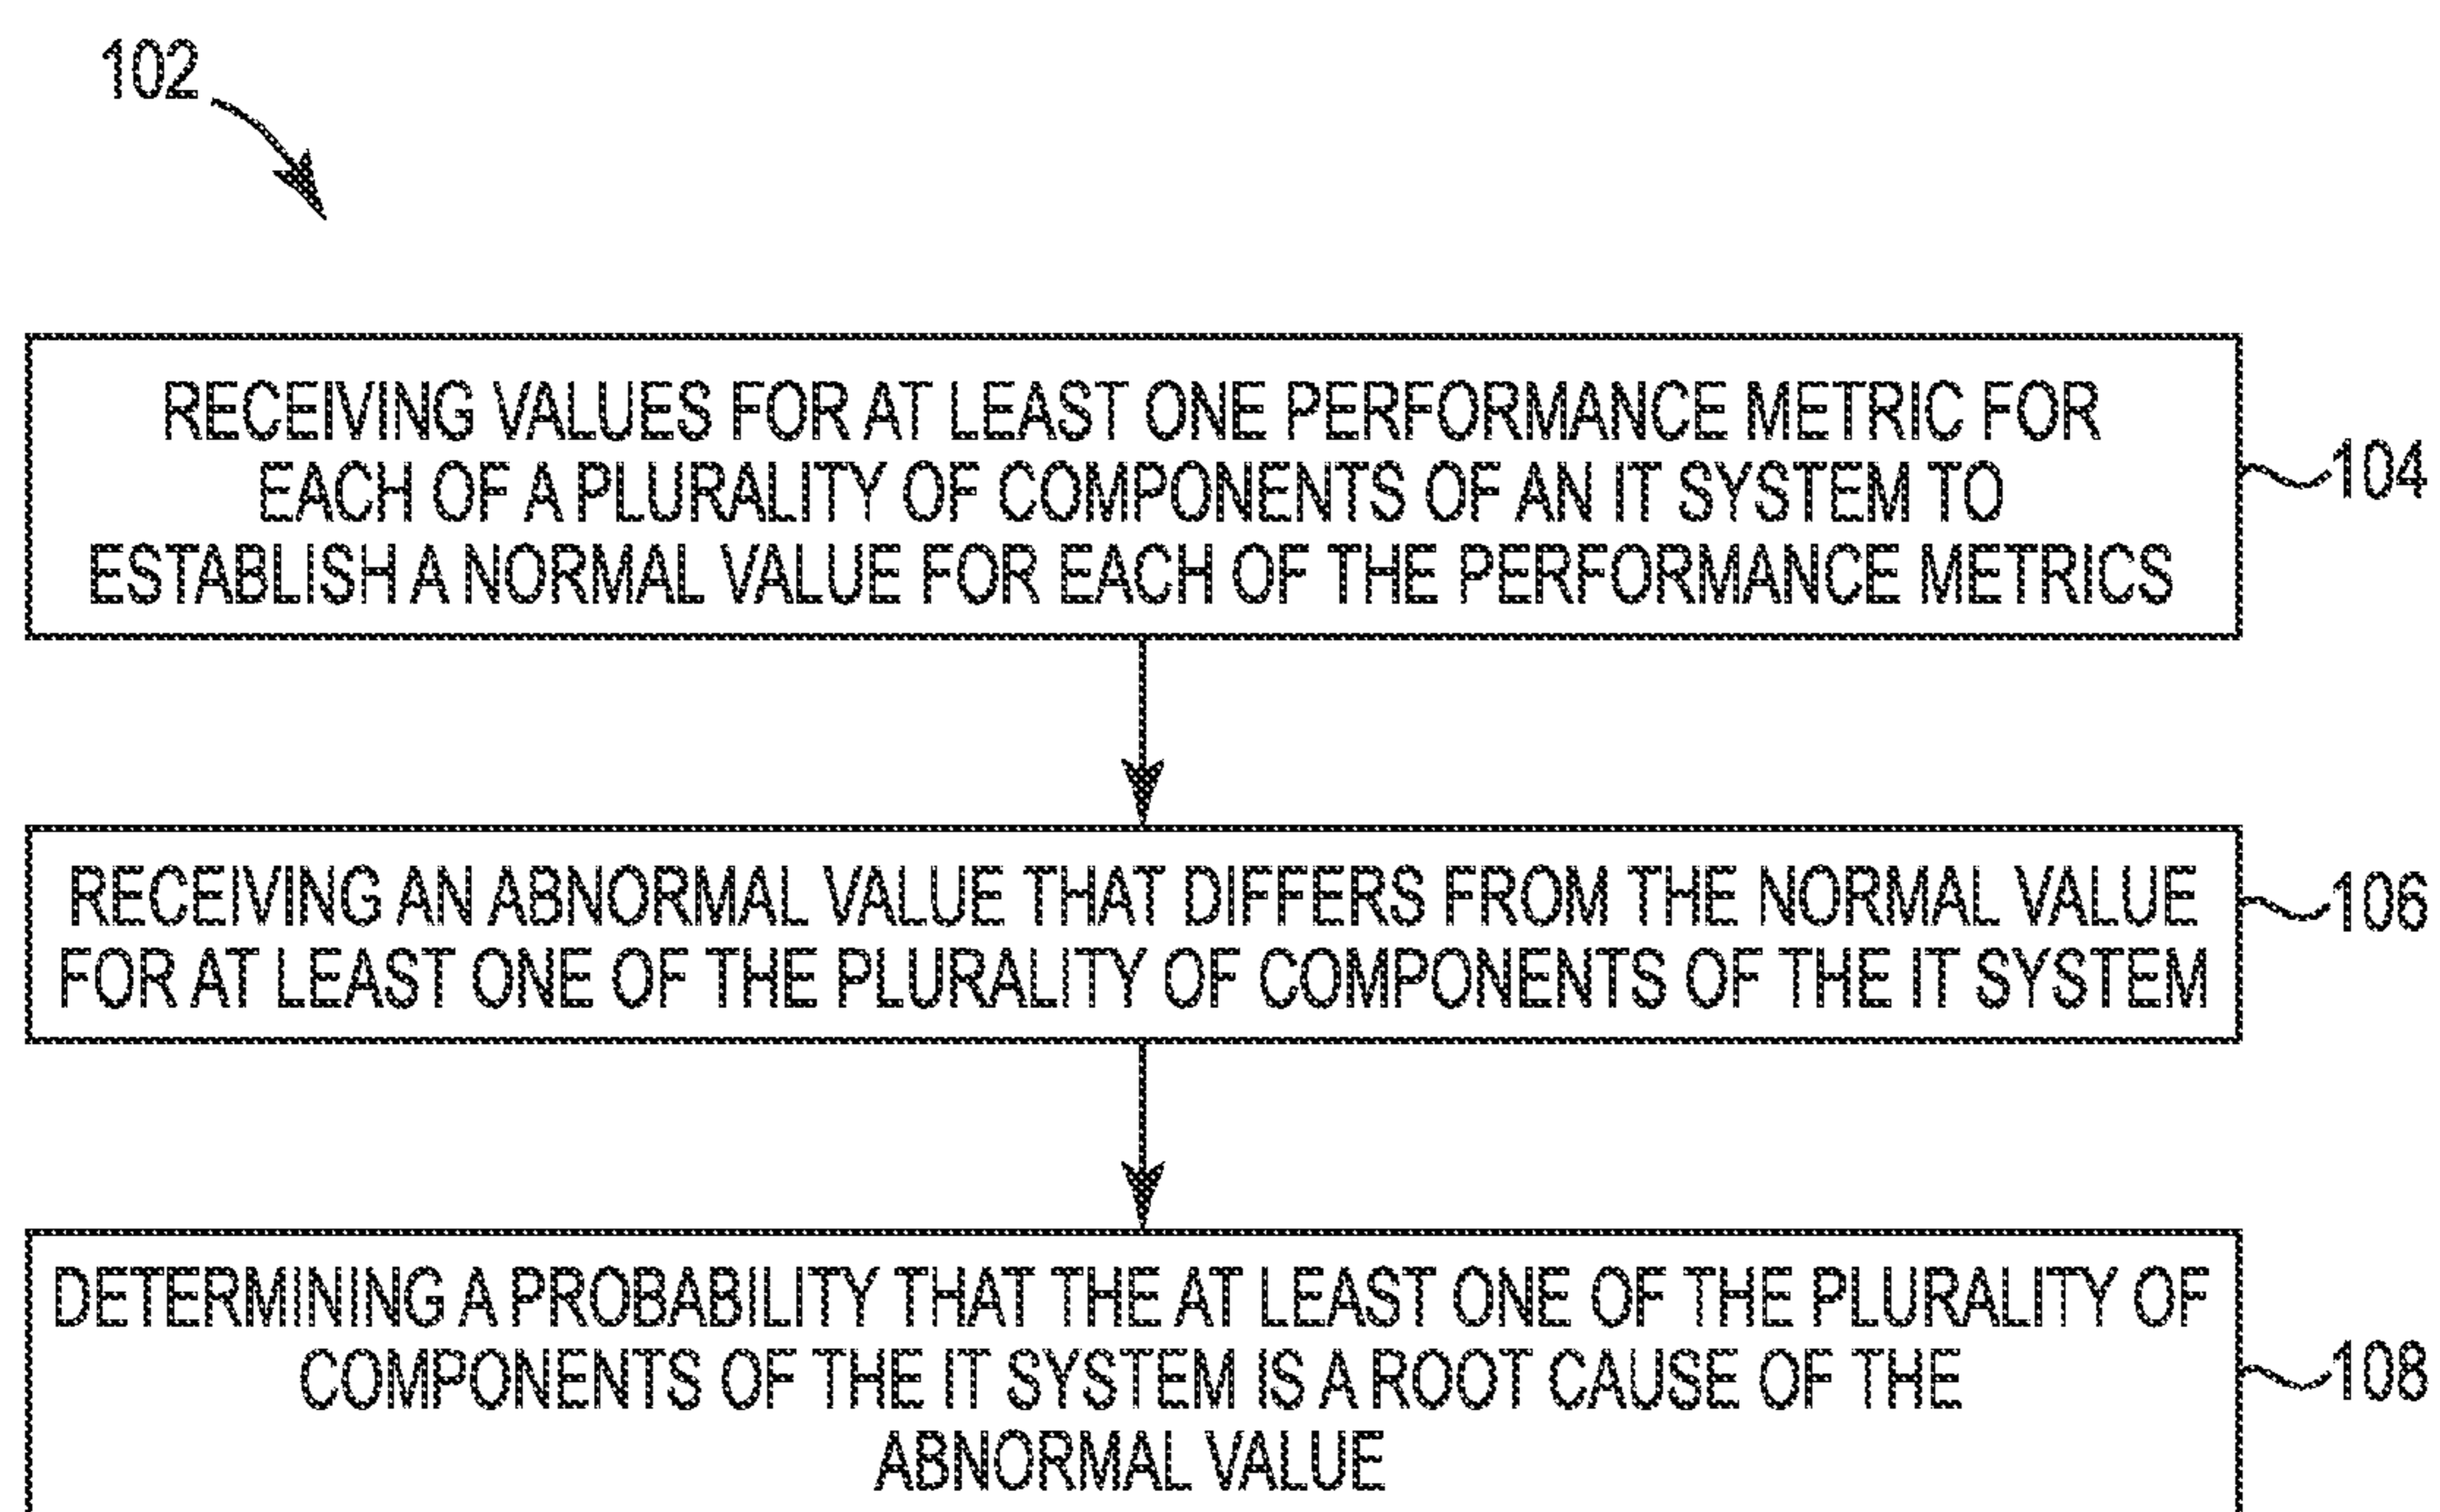 102
RECEIVING VALUES FOR AT LEAST ONE PERFORMANCE METRIC FOR
EACH OF A PLURALITY OF COMPONENTS OF AN IT SYSTEM TO
ESTABLISH A NORMAL VALUE FOR EACH OF THE PERFORMANCE METRICS
104
RECEIVING AN ABNORMAL VALUE THAT DIFFERS FROM THE NORMAL VALUE
FOR AT LEAST ONE OF THE PLURALITY OF COMPONENTS OF THE IT SYSTEM
106
DETERMINING A PROBABILITY THAT THE AT LEAST ONE OF THE PLURALITY OF
COMPONENTS OF THE IT SYSTEM IS A ROOT CAUSE OF THE
ABNORMAL VALUE
108